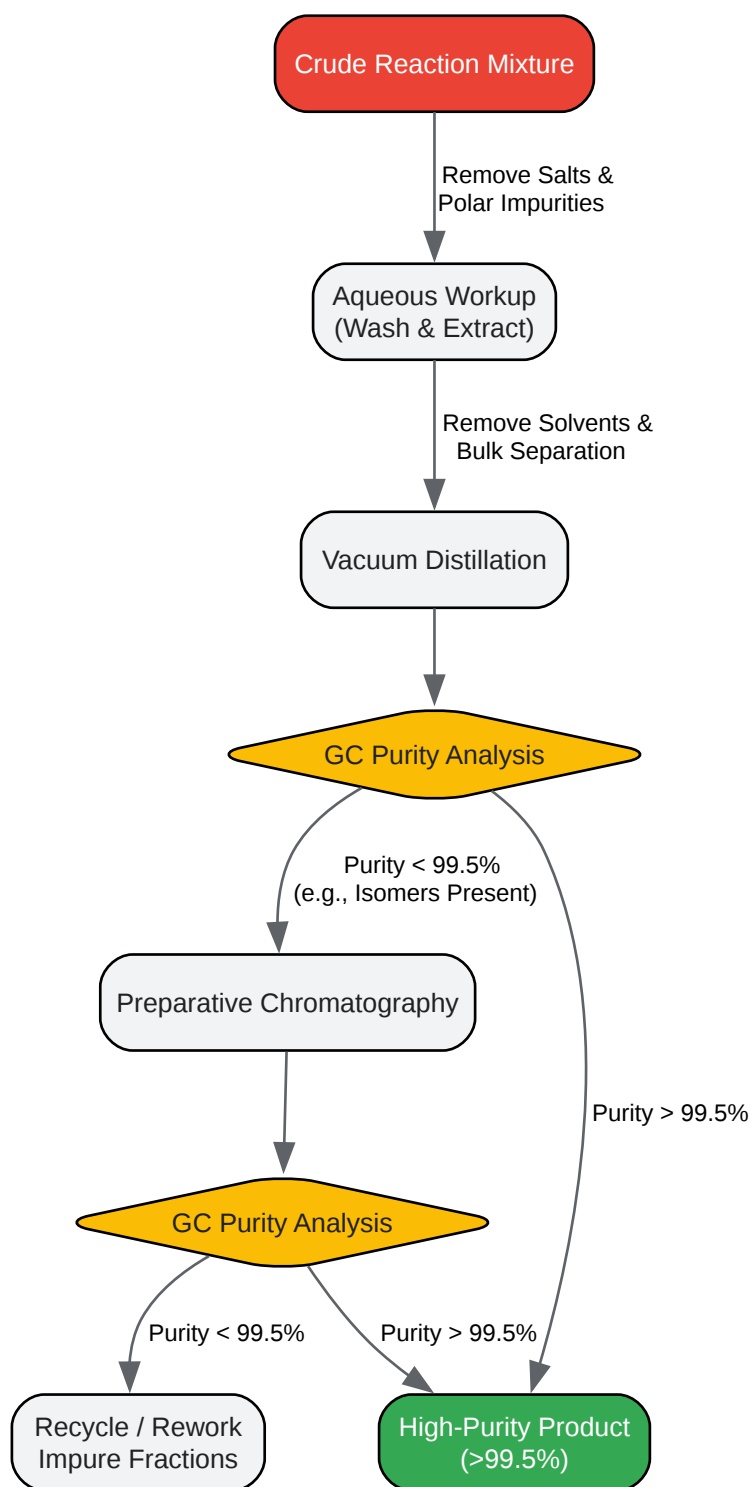 Crude Reaction Mixture
Remove Salts &
Polar Impurities
Aqueous Workup
(Wash & Extract)
Remove Solvents &
Bulk Separation
Vacuum Distillation
GC Purity Analysis
Purity < 99.5%
(e.g., Isomers Present)
Preparative Chromatography
Purity > 99.5%
GC Purity Analysis
Purity < 99.5%
Purity > 99.5%
Recycle / Rework
Impure Fractions
High-Purity Product
(>99.5%)